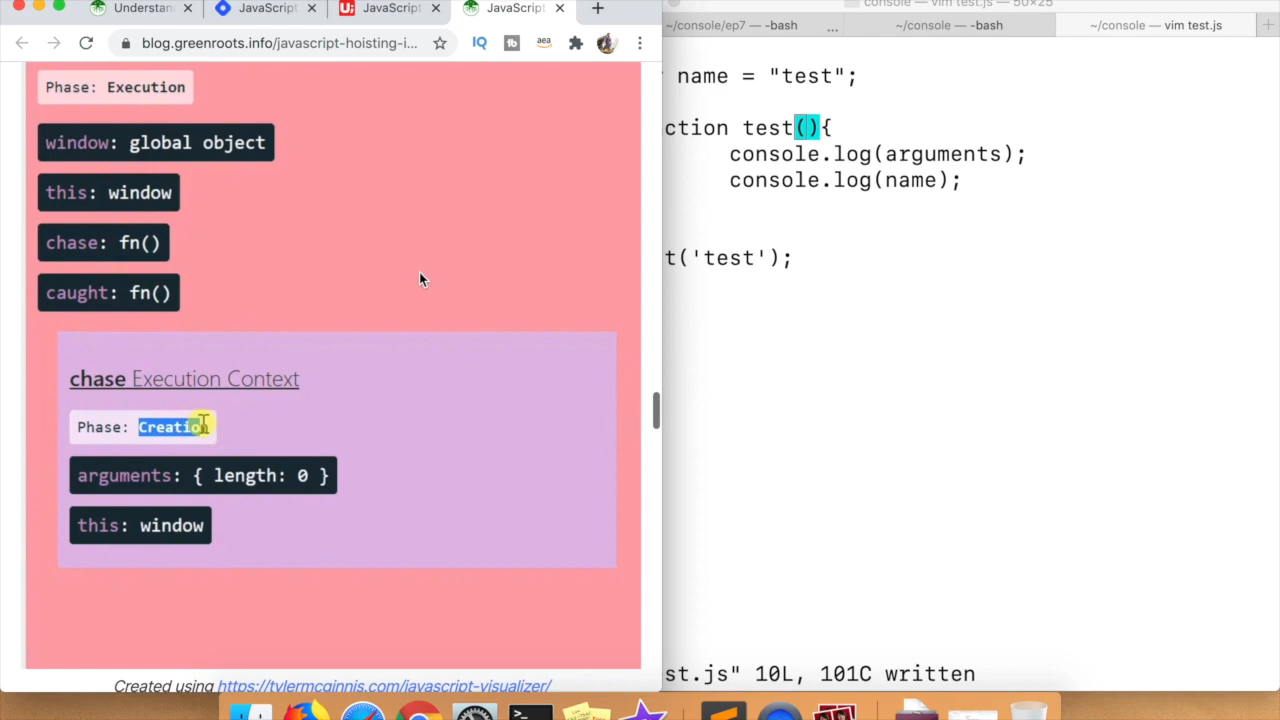 Understan
JavaScript
JavaScript
JavaScript
blog.greenroots.info/javascript-hoisting-i...
Phase: Execution
window: global object
this: window
chase: fn()
caught: fn()
chase Execution Context
Phase: Creation
arguments: { length: 0 }
this: window
Created using https://tylermcginnis.com/javascript-visualizer/
console — vim test.js — 50×25
~/console/ep7 — -bash ...
~/console — -bash
~/console — vim test.js
name = "test";
ction test(){
console.log(arguments);
console.log(name);
t('test');
st.js" 10L, 101C written